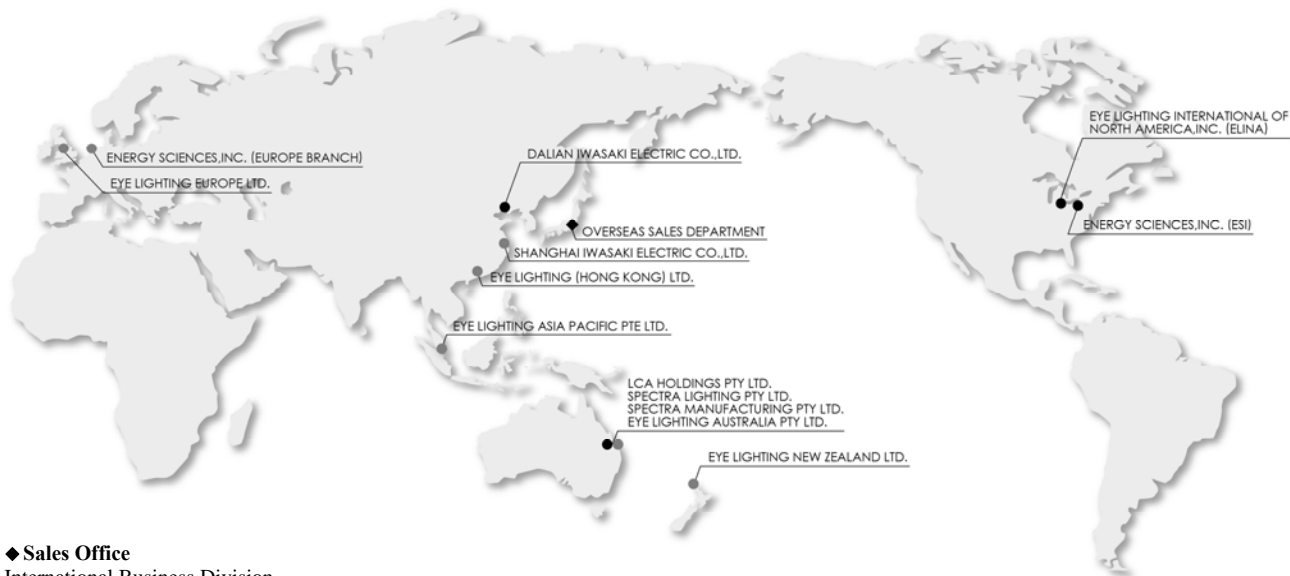 EYE LIGHTING INTERNATIONAL OF
NORTH AMERICA,INC. (ELINA)
ENERGY SCIENCES,INC. (EUROPE BRANCH)
DALIAN IWASAKI ELECTRIC CO.,LTD.
EYE LIGHTING EUROPE LTD.
ENERGY SCIENCES,INC. (ESI)
OVERSEAS SALES DEPARTMENT
SHANGHAI IWASAKI ELECTRIC CO.,LTD.
EYE LIGHTING (HONG KONG) LTD.
EYE LIGHTING ASIA PACIFIC PTE LTD.
LCA HOLDINGS PTY LTD.
SPECTRA LIGHTING PTY LTD.
SPECTRA MANUFACTURING PTY LTD.
EYE LIGHTING AUSTRALIA PTY LTD.
EYE LIGHTING NEW ZEALAND LTD.
◆Sales Office
International Business Division